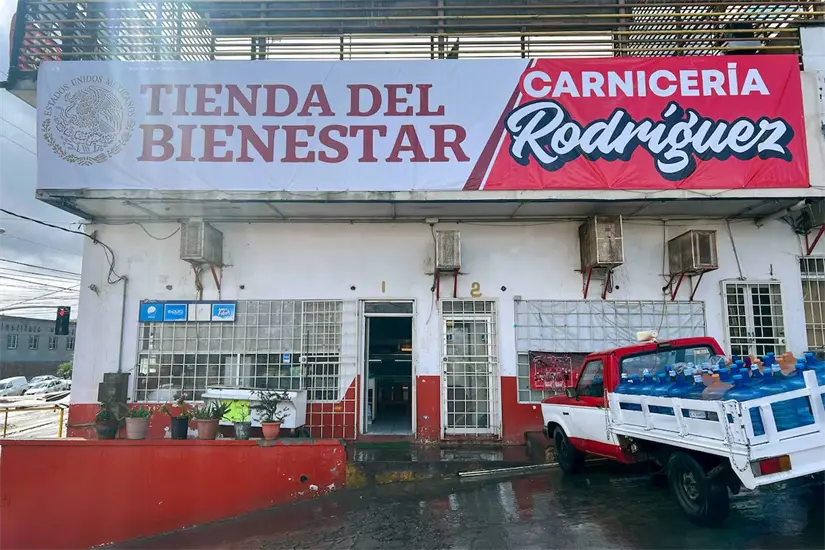 ESTADOS UNIDOS MEXICANOS
TIENDA DEL
BIENESTAR
CARNICERÍA
Rodríguez
1
2